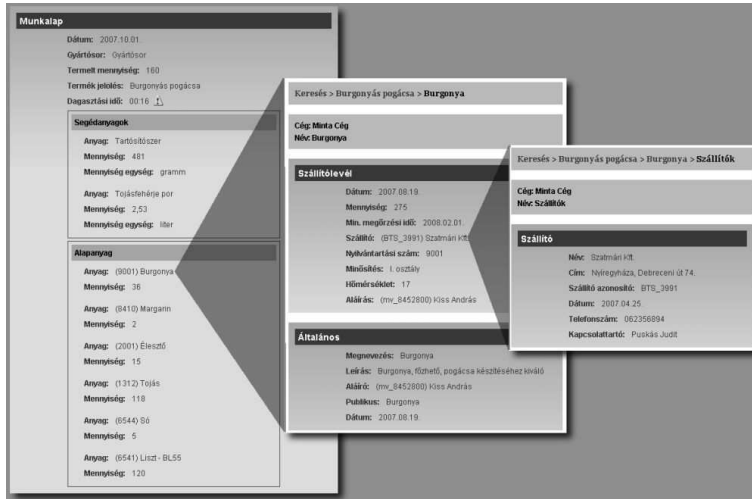 Munkalap
Dátum: 2007.10.01.
Gyártósor: Gyártósor
Termelt mennyiség: 160
Termék jelölés: Burgonyás pogácsa
Dagasztási idő: 00:16
Segédanyagok
Anyag: Tartósítószer
Mennyiség: 481
Mennyiség egység: gramm
Anyag: Tojásfehérje por
Mennyiség: 2,53
Mennyiség egység: liter
Alapanyag
Anyag: (9001) Burgonya
Mennyiség: 36
Anyag: (8410) Margarin
Mennyiség: 2
Anyag: (2001) Élesztő
Mennyiség: 15
Anyag: (1312) Tojás
Mennyiség: 118
Anyag: (6544) Só
Mennyiség: 5
Anyag: (6541) Liszt - BL55
Mennyiség: 120
Keresés > Burgonyás pogácsa > Burgonya
Cég: Minta Cég
Név: Burgonya
Szállítólevél
Dátum: 2007.08.19.
Mennyiség: 275
Min. megőrzési idő: 2008.02.01.
Szállító: (BTS_3991) Szatmári Kft.
Nyilvántartási szám: 9001
Minősítés: I. osztály
Hőmérséklet: 17
Aláírás: (mv_8452800) Kiss András
Általános
Megnevezés: Burgonya
Leírás: Burgonya, főzhető, pogácsa készítéséhez kiváló
Aláíró: (mv_8452800) Kiss András
Publikus: Burgonya
Dátum: 2007.08.19.
Keresés > Burgonyás pogácsa > Burgonya > Szállítók
Cég: Minta Cég
Név: Szállítók
Szállító
Név: Szatmári Kft.
Cím: Nyíregyháza, Debreceni út 74.
Szállító azonosító: BTS_3991
Dátum: 2007.04.25.
Telefonszám: 062356894
Kapcsolattartó: Puskás Judit